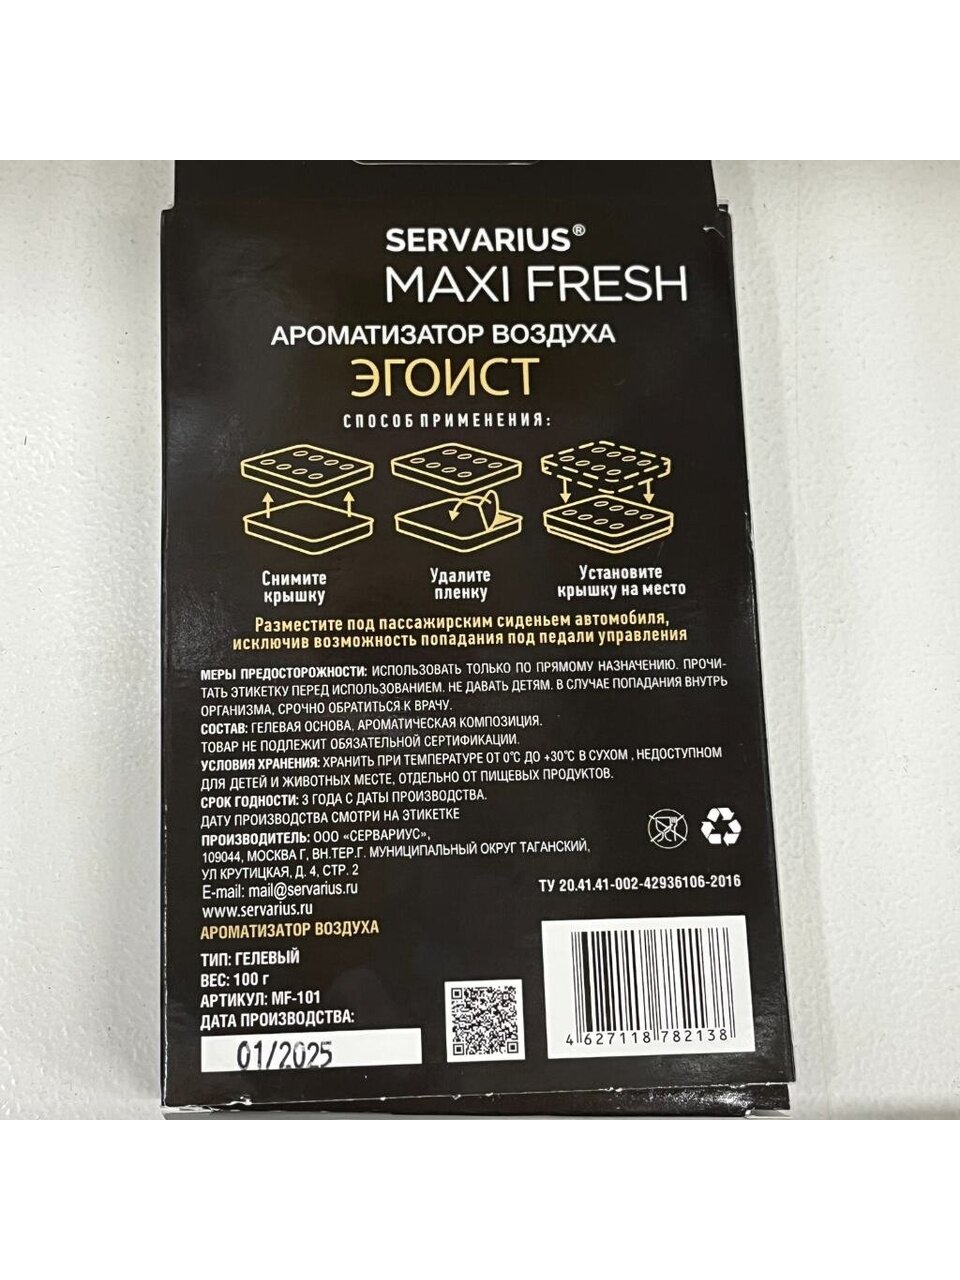 SERVARIUS®
MAXI FRESH
АРОМАТИЗАТОР ВОЗДУХА
ЭГОИСТ
СПОСОБ ПРИМЕНЕНИЯ:
Снимите
крышку
Удалите
пленку
Установите
крышку на место
Разместите под пассажирским сиденьем автомобиля,
исключив возможность попадания под педали управления
МЕРЫ ПРЕДОСТОРОЖНОСТИ: ИСПОЛЬЗОВАТЬ ТОЛЬКО ПО ПРЯМОМУ НАЗНАЧЕНИЮ. ПРОЧИ-
ТАТЬ ЭТИКЕТКУ ПЕРЕД ИСПОЛЬЗОВАНИЕМ. НЕ ДАВАТЬ ДЕТЯМ. В СЛУЧАЕ ПОПАДАНИЯ ВНУТРЬ
ОРГАНИЗМА, СРОЧНО ОБРАТИТЬСЯ К ВРАЧУ.
СОСТАВ: ГЕЛЕВАЯ ОСНОВА, АРОМАТИЧЕСКАЯ КОМПОЗИЦИЯ.
ТОВАР НЕ ПОДЛЕЖИТ ОБЯЗАТЕЛЬНОЙ СЕРТИФИКАЦИИ.
УСЛОВИЯ ХРАНЕНИЯ: ХРАНИТЬ ПРИ ТЕМПЕРАТУРЕ ОТ 0°С ДО +30°С В СУХОМ , НЕДОСТУПНОМ
ДЛЯ ДЕТЕЙ И ЖИВОТНЫХ МЕСТЕ, ОТДЕЛЬНО ОТ ПИЩЕВЫХ ПРОДУКТОВ.
СРОК ГОДНОСТИ: 3 ГОДА С ДАТЫ ПРОИЗВОДСТВА.
ДАТУ ПРОИЗВОДСТВА СМОТРИ НА ЭТИКЕТКЕ
ПРОИЗВОДИТЕЛЬ: ООО «СЕРВАРИУС»,
109044, МОСКВА Г, ВН.ТЕР.Г. МУНИЦИПАЛЬНЫЙ ОКРУГ ТАГАНСКИЙ,
УЛ КРУТИЦКАЯ, Д. 4, СТР. 2
E-mail: mail@servarius.ru
www.servarius.ru
ТУ 20.41.41-002-42936106-2016
АРОМАТИЗАТОР ВОЗДУХА
ТИП: ГЕЛЕВЫЙ
ВЕС: 100 г
АРТИКУЛ: MF-101
ДАТА ПРОИЗВОДСТВА:
01/2025
4 627118 782138